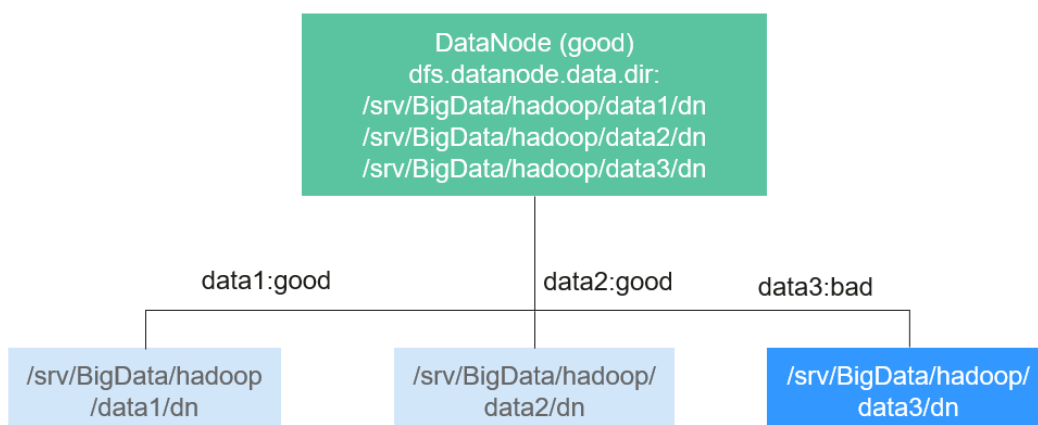 DataNode (good)
dfs.datanode.data.dir:
/srv/BigData/hadoop/data1/dn
/srv/BigData/hadoop/data2/dn
/srv/BigData/hadoop/data3/dn
data1:good
data2:good
data3:bad
/srv/BigData/hadoop
/data1/dn
/srv/BigData/hadoop/
data2/dn
/srv/BigData/hadoop/
data3/dn